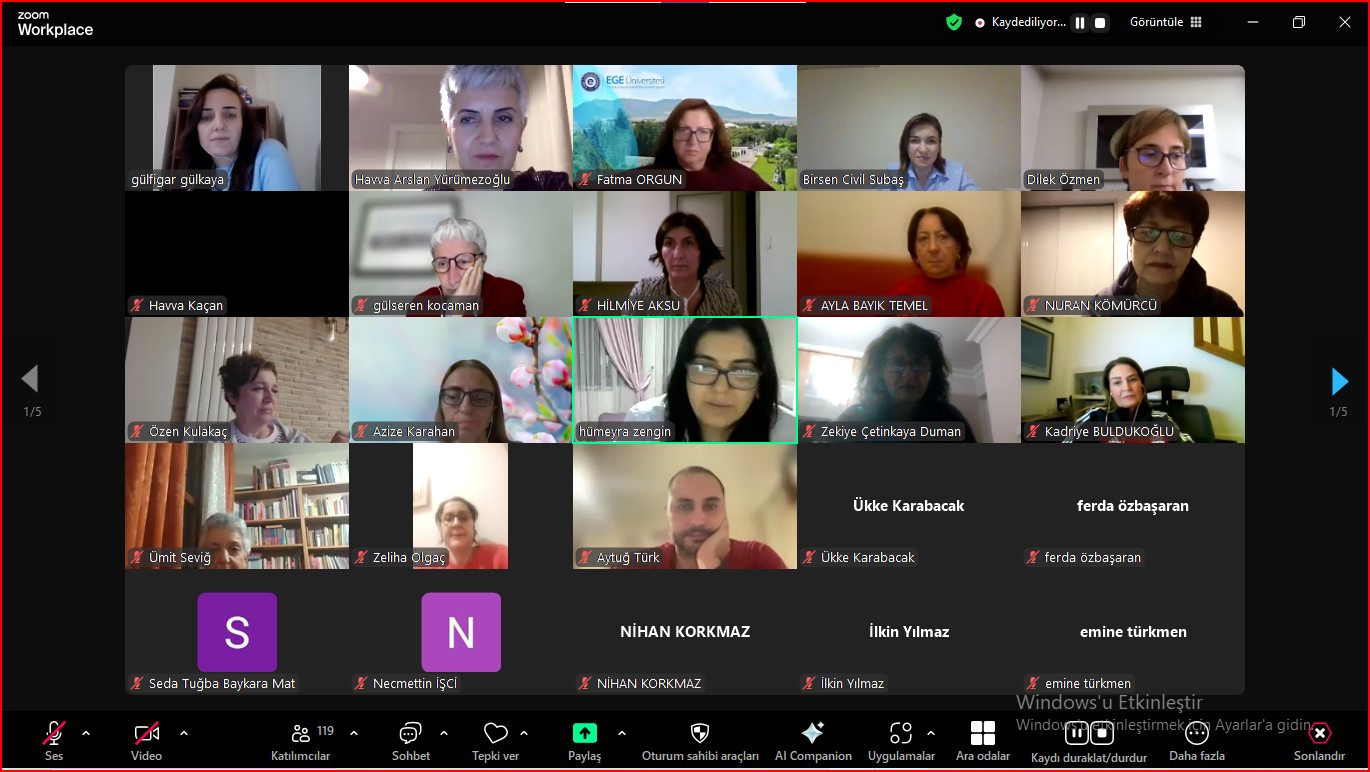 zoom
Workplace
Kaydediliyor...
Görüntüle
gülfigar gülkaya
Havva Arslan Yürümezoğlu
EGE Üniversitesi
Fatma ORGUN
Birsen Civil Subaş
Dilek Özmen
Havva Kaçan
gülseren kocaman
HİLMİYE AKSU
AYLA BAYIK TEMEL
NURAN KÖMÜRCÜ
Özen Kulakaç
Azize Karahan
hümeyra zengin
Zekiye Çetinkaya Duman
Kadriye BULDUKOĞLU
1/5
1/5
Ümit Seviğ
Zeliha Olgaç
Aytuğ Türk
Ükke Karabacak
Ükke Karabacak
ferda özbaşaran
ferda özbaşaran
S
Seda Tuğba Baykara Mat
N
Necmettin İŞCİ
NİHAN KORKMAZ
NİHAN KORKMAZ
İlkin Yılmaz
İlkin Yılmaz
emine türkmen
emine türkmen
Windows'u Etkinleştir
Windows'u etkinleştirmek için Ayarlar'a gidin.
Ses
Video
119
Katılımcılar
Sohbet
Tepki ver
Paylaş
Oturum sahibi araçları
AI Companion
Uygulamalar
Ara odalar
Kaydı duraklat/durdur
Daha fazla
Sonlandır